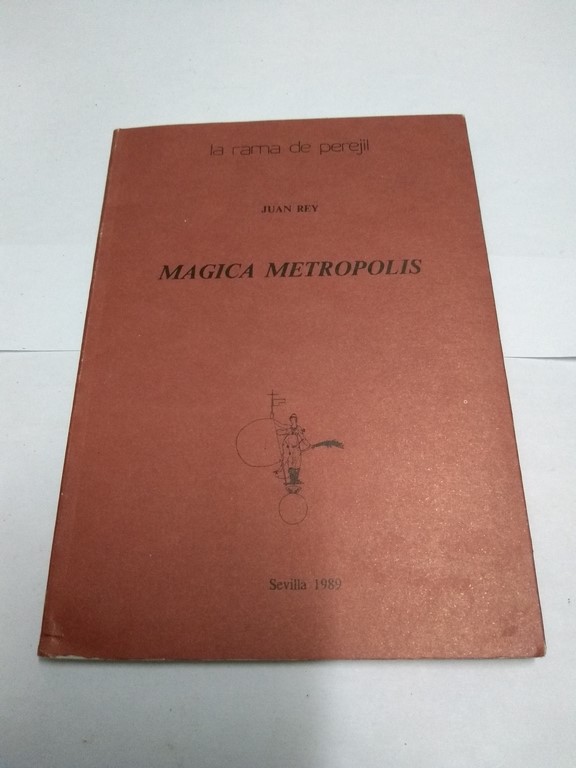 la rama de perejil
JUAN REY
MAGICA METROPOLIS
Sevilla 1989